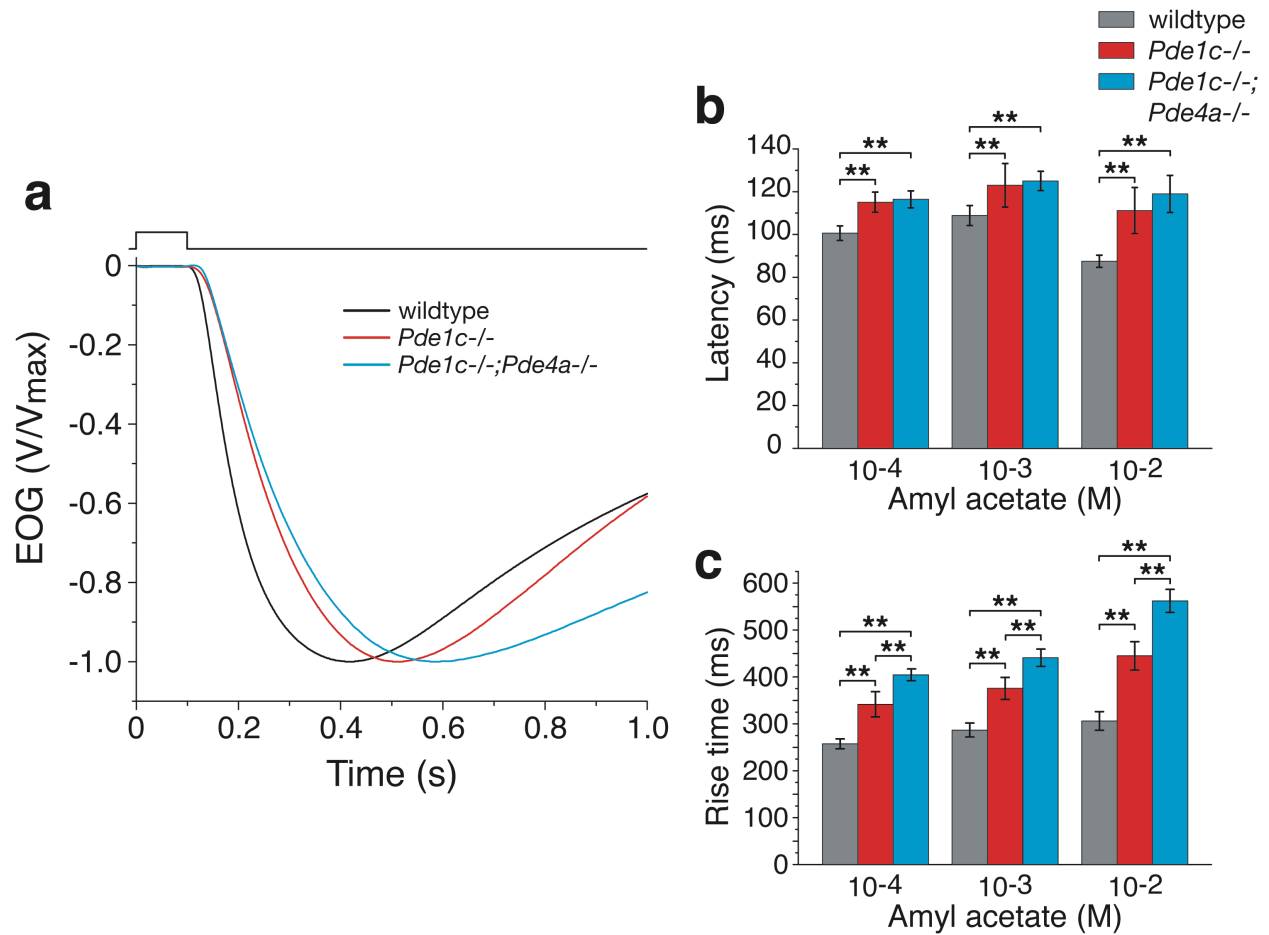 a
0
-0.2
-0.4
-0.6
-0.8
-1.0
EOG (V/Vmax)
wildtype
Pde1c-/-
Pde1c-/-;Pde4a-/-
0 0.2 0.4 0.6 0.8 1.0
Time (s)
wildtype
Pde1c-/-
Pde1c-/-;
Pde4a-/-
b
140
120
100
80
60
40
20
0
Latency (ms)
** ** ** ** ** **
10-4 10-3 10-2
Amyl acetate (M)
c
600
500
400
300
200
100
0
Rise time (ms)
** ** ** ** ** ** ** ** **
10-4 10-3 10-2
Amyl acetate (M)